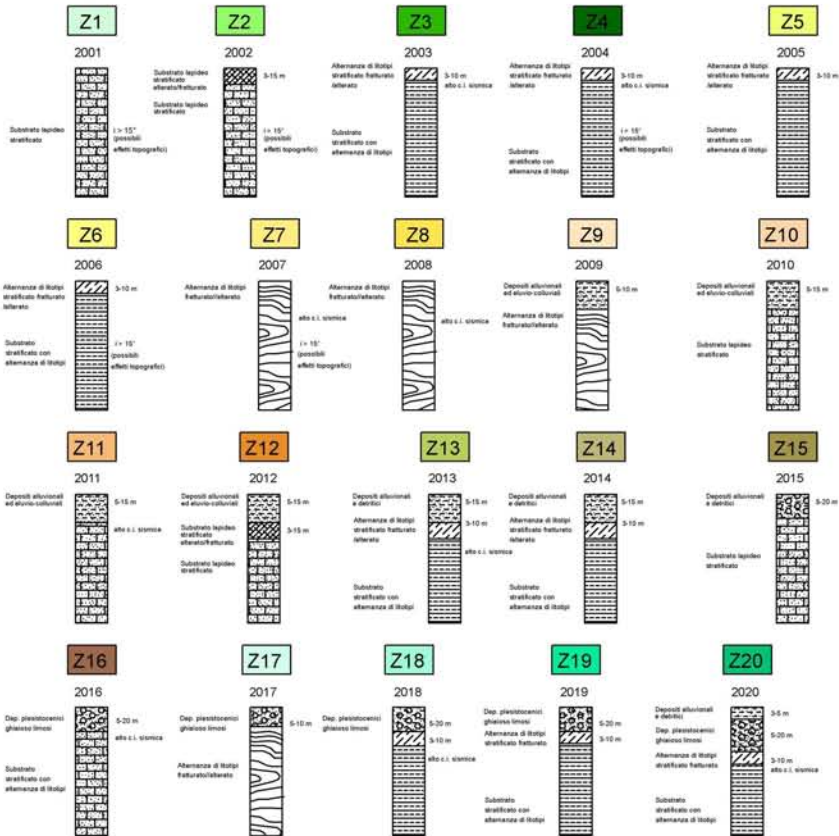 Z1
2001
Substrato lapideo
stratificato
i > 15°
(possibili
effetti topografici)
Z2
2002
Substrato lapideo
stratificato
alterato/fratturato
3-15 m
Substrato lapideo
stratificato
i > 15°
(possibili
effetti topografici)
Z3
2003
Alternanza di litotipi
stratificato fratturato
/alterato
3-10 m
alto c.i. sismica
Substrato
stratificato con
alternanza di litotipi
Z4
2004
Alternanza di litotipi
stratificato fratturato
/alterato
3-10 m
alto c.i. sismica
i > 15°
(possibili
effetti topografici)
Substrato
stratificato con
alternanza di litotipi
Z5
2005
Alternanza di litotipi
stratificato fratturato
/alterato
3-10 m
Substrato
stratificato con
alternanza di litotipi
Z6
2006
Alternanza di litotipi
stratificato fratturato
/alterato
3-10 m
Substrato
stratificato con
alternanza di litotipi
i > 15°
(possibili
effetti topografici)
Z7
2007
Alternanza di litotipi
fratturato/alterato
alto c.i. sismica
i > 15°
(possibili
effetti topografici)
Z8
2008
Alternanza di litotipi
fratturato/alterato
alto c.i. sismica
Z9
2009
Depositi alluvionali
ed eluvio-colluviali
5-10 m
Alternanza di litotipi
fratturato/alterato
Z10
2010
Depositi alluvionali
ed eluvio-colluviali
5-15 m
Substrato lapideo
stratificato
Z11
2011
Depositi alluvionali
ed eluvio-colluviali
5-15 m
alto c.i. sismica
Z12
2012
Depositi alluvionali
ed eluvio-colluviali
5-15 m
Substrato lapideo
stratificato
alterato/fratturato
3-15 m
Substrato lapideo
stratificato
Z13
2013
Depositi alluvionali
e detritici
5-15 m
Alternanza di litotipi
stratificato fratturato
/alterato
3-10 m
alto c.i. sismica
Substrato
stratificato con
alternanza di litotipi
Z14
2014
Depositi alluvionali
e detritici
5-15 m
Alternanza di litotipi
stratificato fratturato
/alterato
Substrato
stratificato con
alternanza di litotipi
Z15
2015
5-20 m
Substrato lapideo
stratificato
Z16
2016
Dep. pleistocenici
ghiaioso limosi
5-20 m
alto c.i. sismica
Substrato
stratificato con
alternanza di litotipi
Z17
2017
Dep. pleistocenici
ghiaioso limosi
5-10 m
Alternanza di litotipi
fratturato/alterato
Z18
2018
Dep. pleistocenici
ghiaioso limosi
3-10 m
alto c.i. sismica
Z19
2019
Dep. pleistocenici
ghiaioso limosi
5-20 m
Alternanza di litotipi
stratificato fratturato
3-10 m
Substrato
stratificato con
alternanza di litotipi
Z20
2020
Depositi alluvionali
e detritici
3-5 m
Dep. pleistocenici
ghiaioso limosi
5-20 m
Alternanza di litotipi
stratificato fratturato
3-10 m
alto c.i. sismica
Substrato
stratificato con
alternanza di litotipi